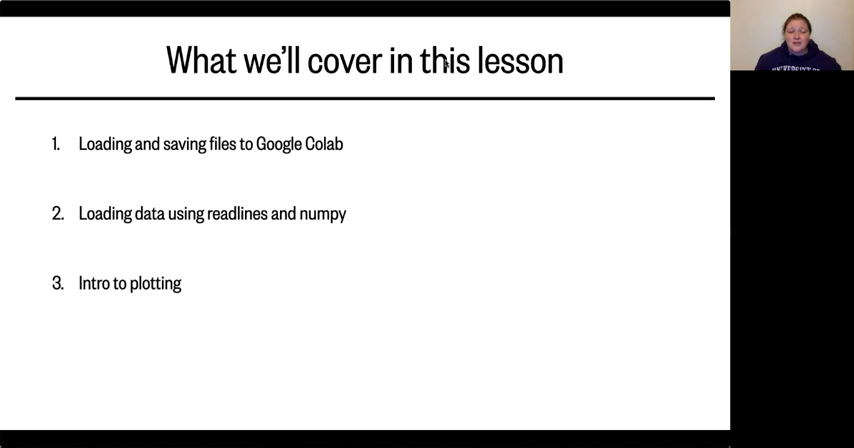 What we'll cover in this lesson
1. Loading and saving files to Google Colab
2. Loading data using readlines and numpy
3. Intro to plotting